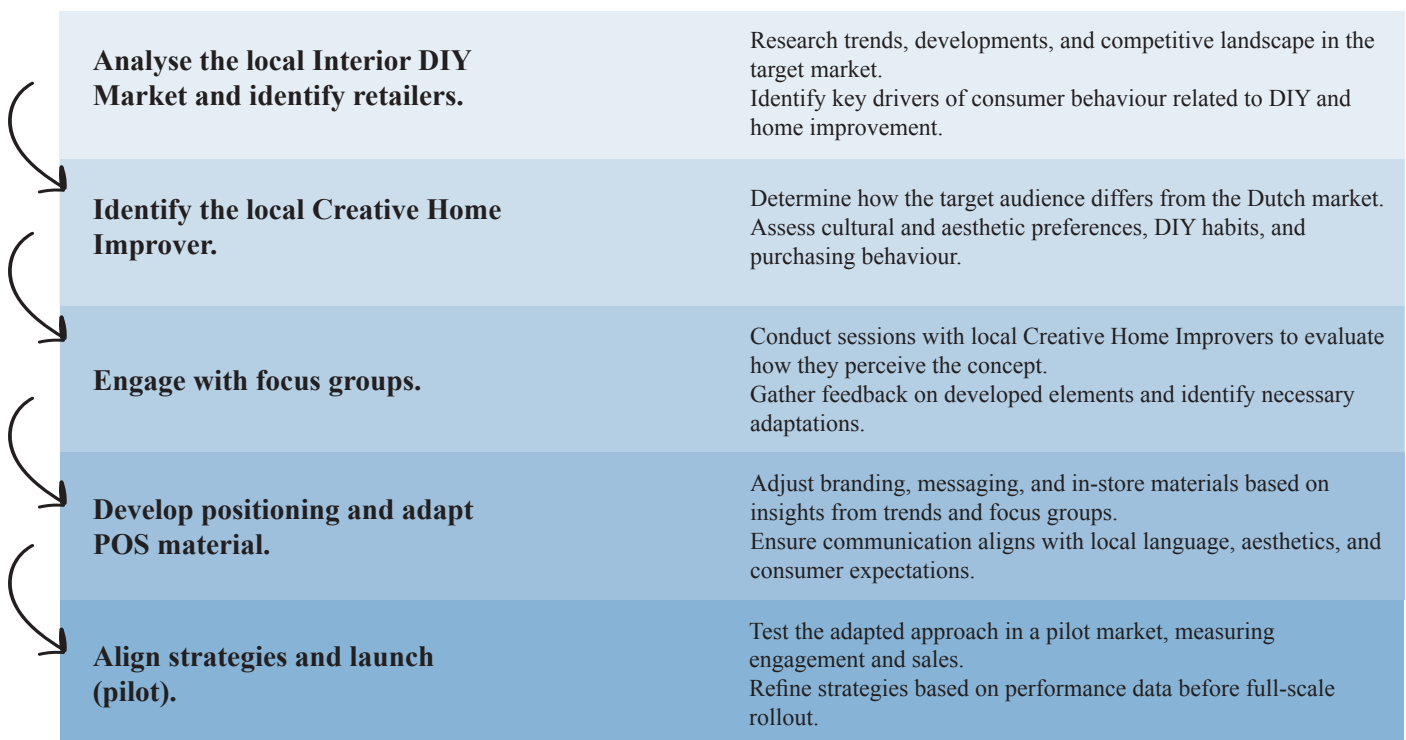 Analyse the local Interior DIY
Market and identify retailers.
Research trends, developments, and competitive landscape in the
target market.
Identify key drivers of consumer behaviour related to DIY and
home improvement.
Identify the local Creative Home
Improver.
Determine how the target audience differs from the Dutch market.
Assess cultural and aesthetic preferences, DIY habits, and
purchasing behaviour.
Engage with focus groups.
Conduct sessions with local Creative Home Improvers to evaluate
how they perceive the concept.
Gather feedback on developed elements and identify necessary
adaptations.
Develop positioning and adapt
POS material.
Adjust branding, messaging, and in-store materials based on
insights from trends and focus groups.
Ensure communication aligns with local language, aesthetics, and
consumer expectations.
Align strategies and launch
(pilot).
Test the adapted approach in a pilot market, measuring
engagement and sales.
Refine strategies based on performance data before full-scale
rollout.